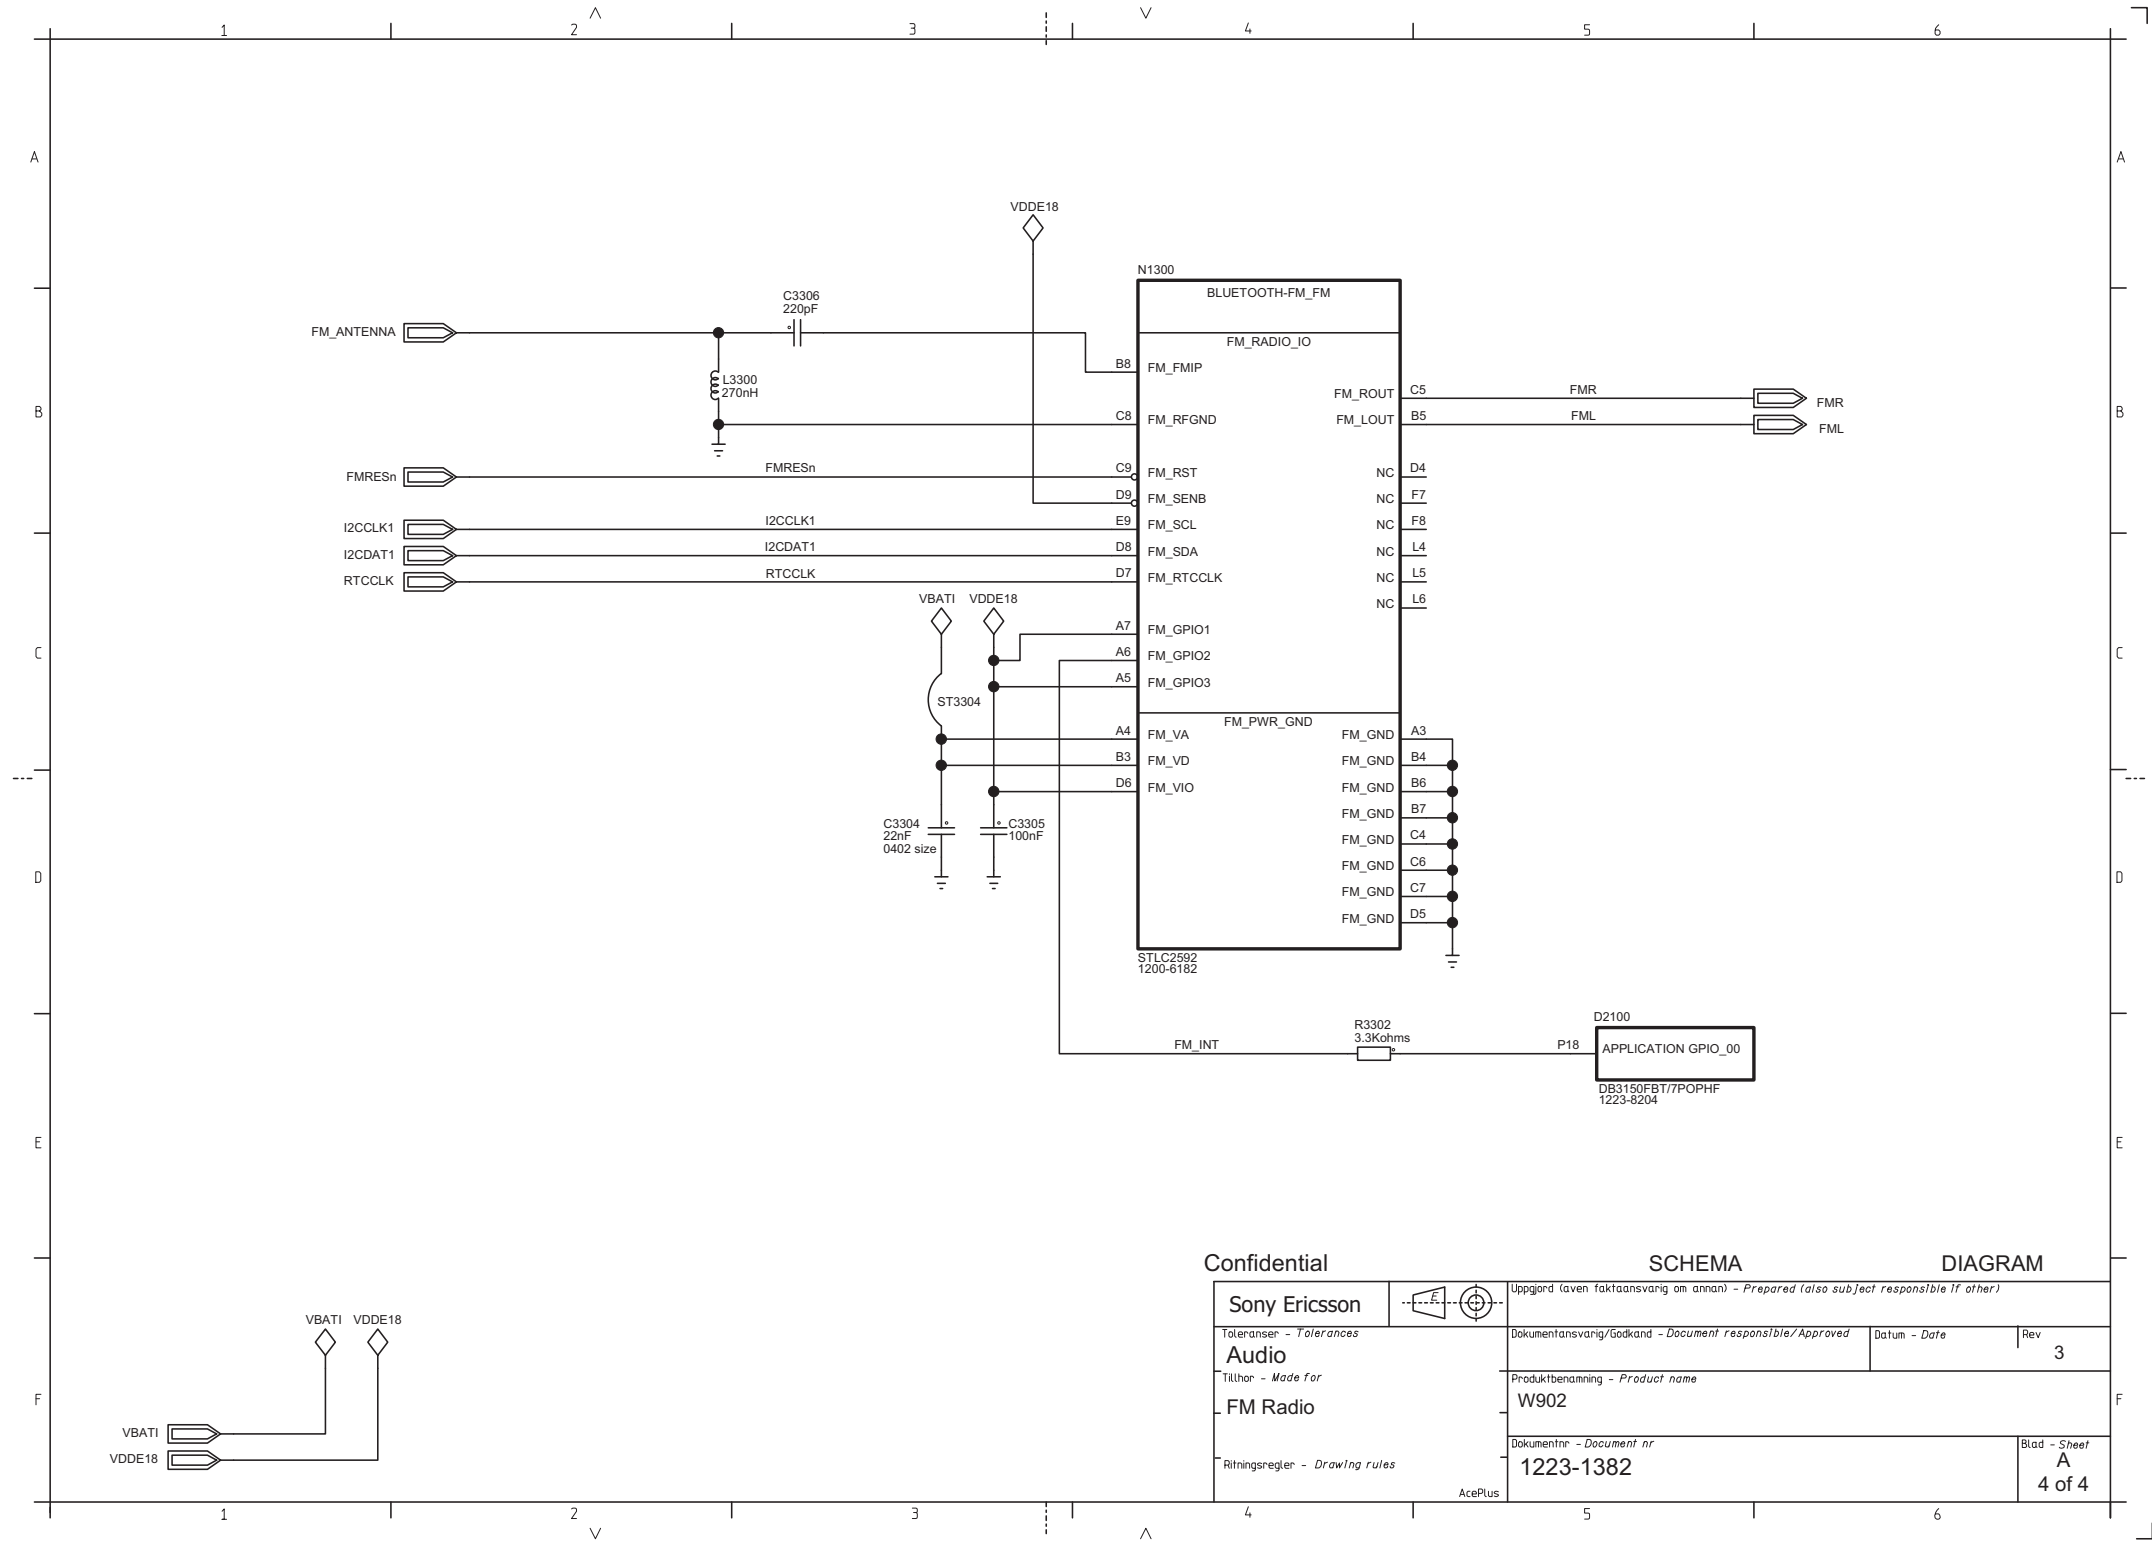 1 2 3 4 5 6
A A
B B
C C
D D
E E
F F
VDDE18
N1300
BLUETOOTH-FM_FM
FM_RADIO_IO
C3306
220pF
FM_ANTENNA
B8 FM_FMIP
L3300
270nH
FM_ROUT C5 FMR FMR
C8 FM_RFGND
FM_LOUT B5 FML FML
FMRESn FMRESn C9 FM_RST
NC D4
D9 FM_SENB
NC F7
I2CCLK1 I2CCLK1 E9 FM_SCL
NC F8
I2CDAT1 I2CDAT1 D8 FM_SDA
NC L4
RTCCLK RTCCLK D7 FM_RTCCLK
NC L5
NC L6
VBATI VDDE18
A7 FM_GPIO1
A6 FM_GPIO2
A5 FM_GPIO3
ST3304
FM_PWR_GND
A4 FM_VA
FM_GND A3
B3 FM_VD
FM_GND B4
D6 FM_VIO
FM_GND B6
FM_GND B7
FM_GND C4
FM_GND C6
FM_GND C7
FM_GND D5
C3304
22nF
0402 size
C3305
100nF
STLC2592
1200-6182
FM_INT
R3302
3.3Kohms
P18
D2100
APPLICATION GPIO_00
DB3150FBT/7POPHF
1223-8204
VBATI VDDE18
VBATI
VDDE18
Confidential SCHEMA DIAGRAM
Sony Ericsson
E
Uppgjord (aven faktaansvarig om annan) - Prepared (also subject responsible if other)
Toleranser - Tolerances
Audio
Dokumentansvarig/Godkand - Document responsible/Approved
Datum - Date
Rev
3
Tillhor - Made for
FM Radio
Produktbenamning - Product name
W902
Ritningsregler - Drawing rules
AcePlus
Dokumentnr - Document nr
1223-1382
Blad - Sheet
A
4 of 4
1 2 3 4 5 6